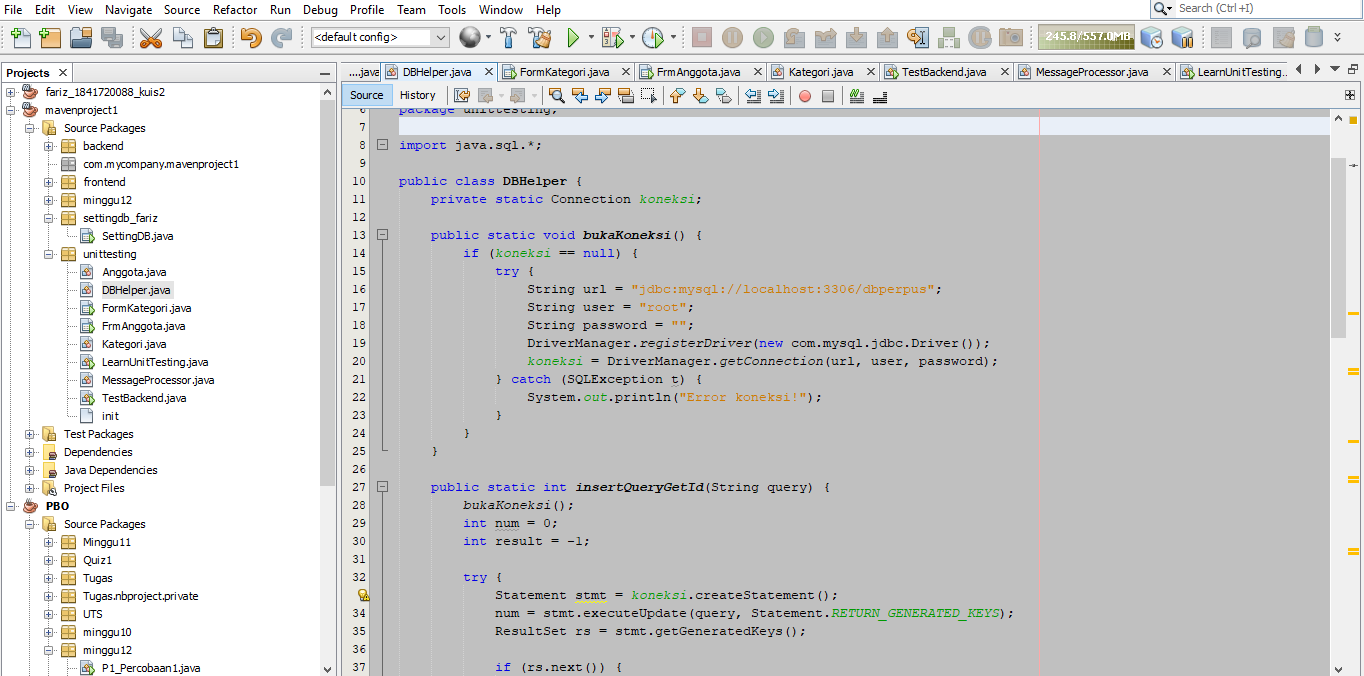 File Edit View Navigate Source Refactor Run Debug Profile Team Tools Window Help
Search (Ctrl+I)
<default config>
245.8/557.0MB
Projects
...java DBHelper.java FormKategori.java FrmAnggota.java Kategori.java TestBackend.java MessageProcessor.java LearnUnitTesting...
Source History
fariz_1841720088_kuis2
mavenproject1
Source Packages
backend
com.mycompany.mavenproject1
frontend
minggu12
settingdb_fariz
SettingDB.java
unittesting
Anggota.java
DBHelper.java
FormKategori.java
FrmAnggota.java
Kategori.java
LearnUnitTesting.java
MessageProcessor.java
TestBackend.java
init
Test Packages
Dependencies
Java Dependencies
Project Files
PBO
Source Packages
Minggu11
Quiz1
Tugas
Tugas.nbproject.private
UTS
minggu10
minggu12
P1_Percobaan1.java
6 package unittesting;
7
8 import java.sql.*;
9
10 public class DBHelper {
11 private static Connection koneksi;
12
13 public static void bukaKoneksi() {
14 if (koneksi == null) {
15 try {
16 String url = "jdbc:mysql://localhost:3306/dbperpus";
17 String user = "root";
18 String password = "";
19 DriverManager.registerDriver(new com.mysql.jdbc.Driver());
20 koneksi = DriverManager.getConnection(url, user, password);
21 } catch (SQLException t) {
22 System.out.println("Error koneksi!");
23 }
24 }
25 }
26
27 public static int insertQueryGetId(String query) {
28 bukaKoneksi();
29 int num = 0;
30 int result = -1;
31
32 try {
Statement stmt = koneksi.createStatement();
34 num = stmt.executeUpdate(query, Statement.RETURN_GENERATED_KEYS);
35 ResultSet rs = stmt.getGeneratedKeys();
36
37 if (rs.next()) {